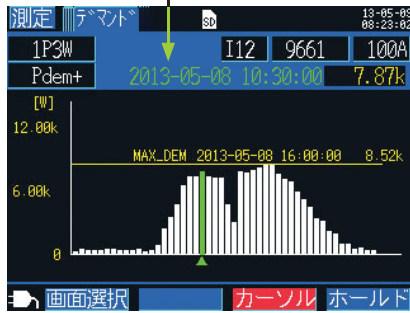 測定 デマンド SD 13-05-0
08:23:0
1P3W I12 9661 100A
Pdem+ 2013-05-08 10:30:00 7.87k
[W]
12.00k
MAX_DEM 2013-05-08 16:00:00 8.52k
6.00k
0
画面選択 カーソル ホールド